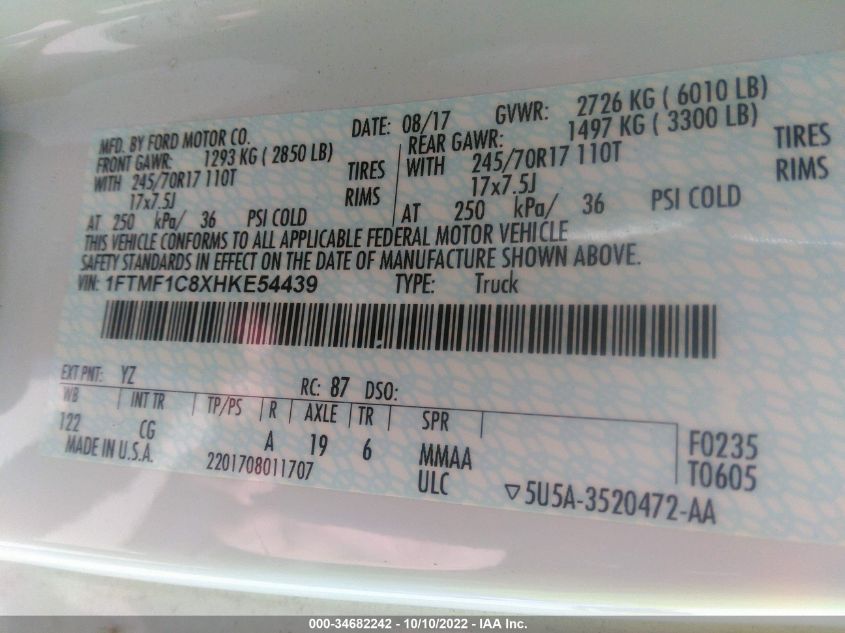 MFD. BY FORD MOTOR CO. DATE: 08/17 GVWR: 2726 KG ( 6010 LB)
FRONT GAWR: 1293 KG ( 2850 LB) REAR GAWR: 1497 KG ( 3300 LB)
WITH 245/70R17 110T TIRES WITH 245/70R17 110T TIRES
17x7.5J RIMS 17x7.5J RIMS
AT 250 kPa/ 36 PSI COLD AT 250 kPa/ 36 PSI COLD
THIS VEHICLE CONFORMS TO ALL APPLICABLE FEDERAL MOTOR VEHICLE
SAFETY STANDARDS IN EFFECT ON THE DATE OF MANUFACTURE SHOWN ABOVE.
VIN: 1FTMF1C8XHKE54439 TYPE: Truck
EXT PNT: YZ RC: 87 DSO:
WB INT TR TP/PS R AXLE TR SPR
122 CG A 19 6 MMAA F0235
MADE IN U.S.A. 2201708011707 ULC T0605
▽5U5A-3520472-AA
000-34682242 - 10/10/2022 - IAA Inc.